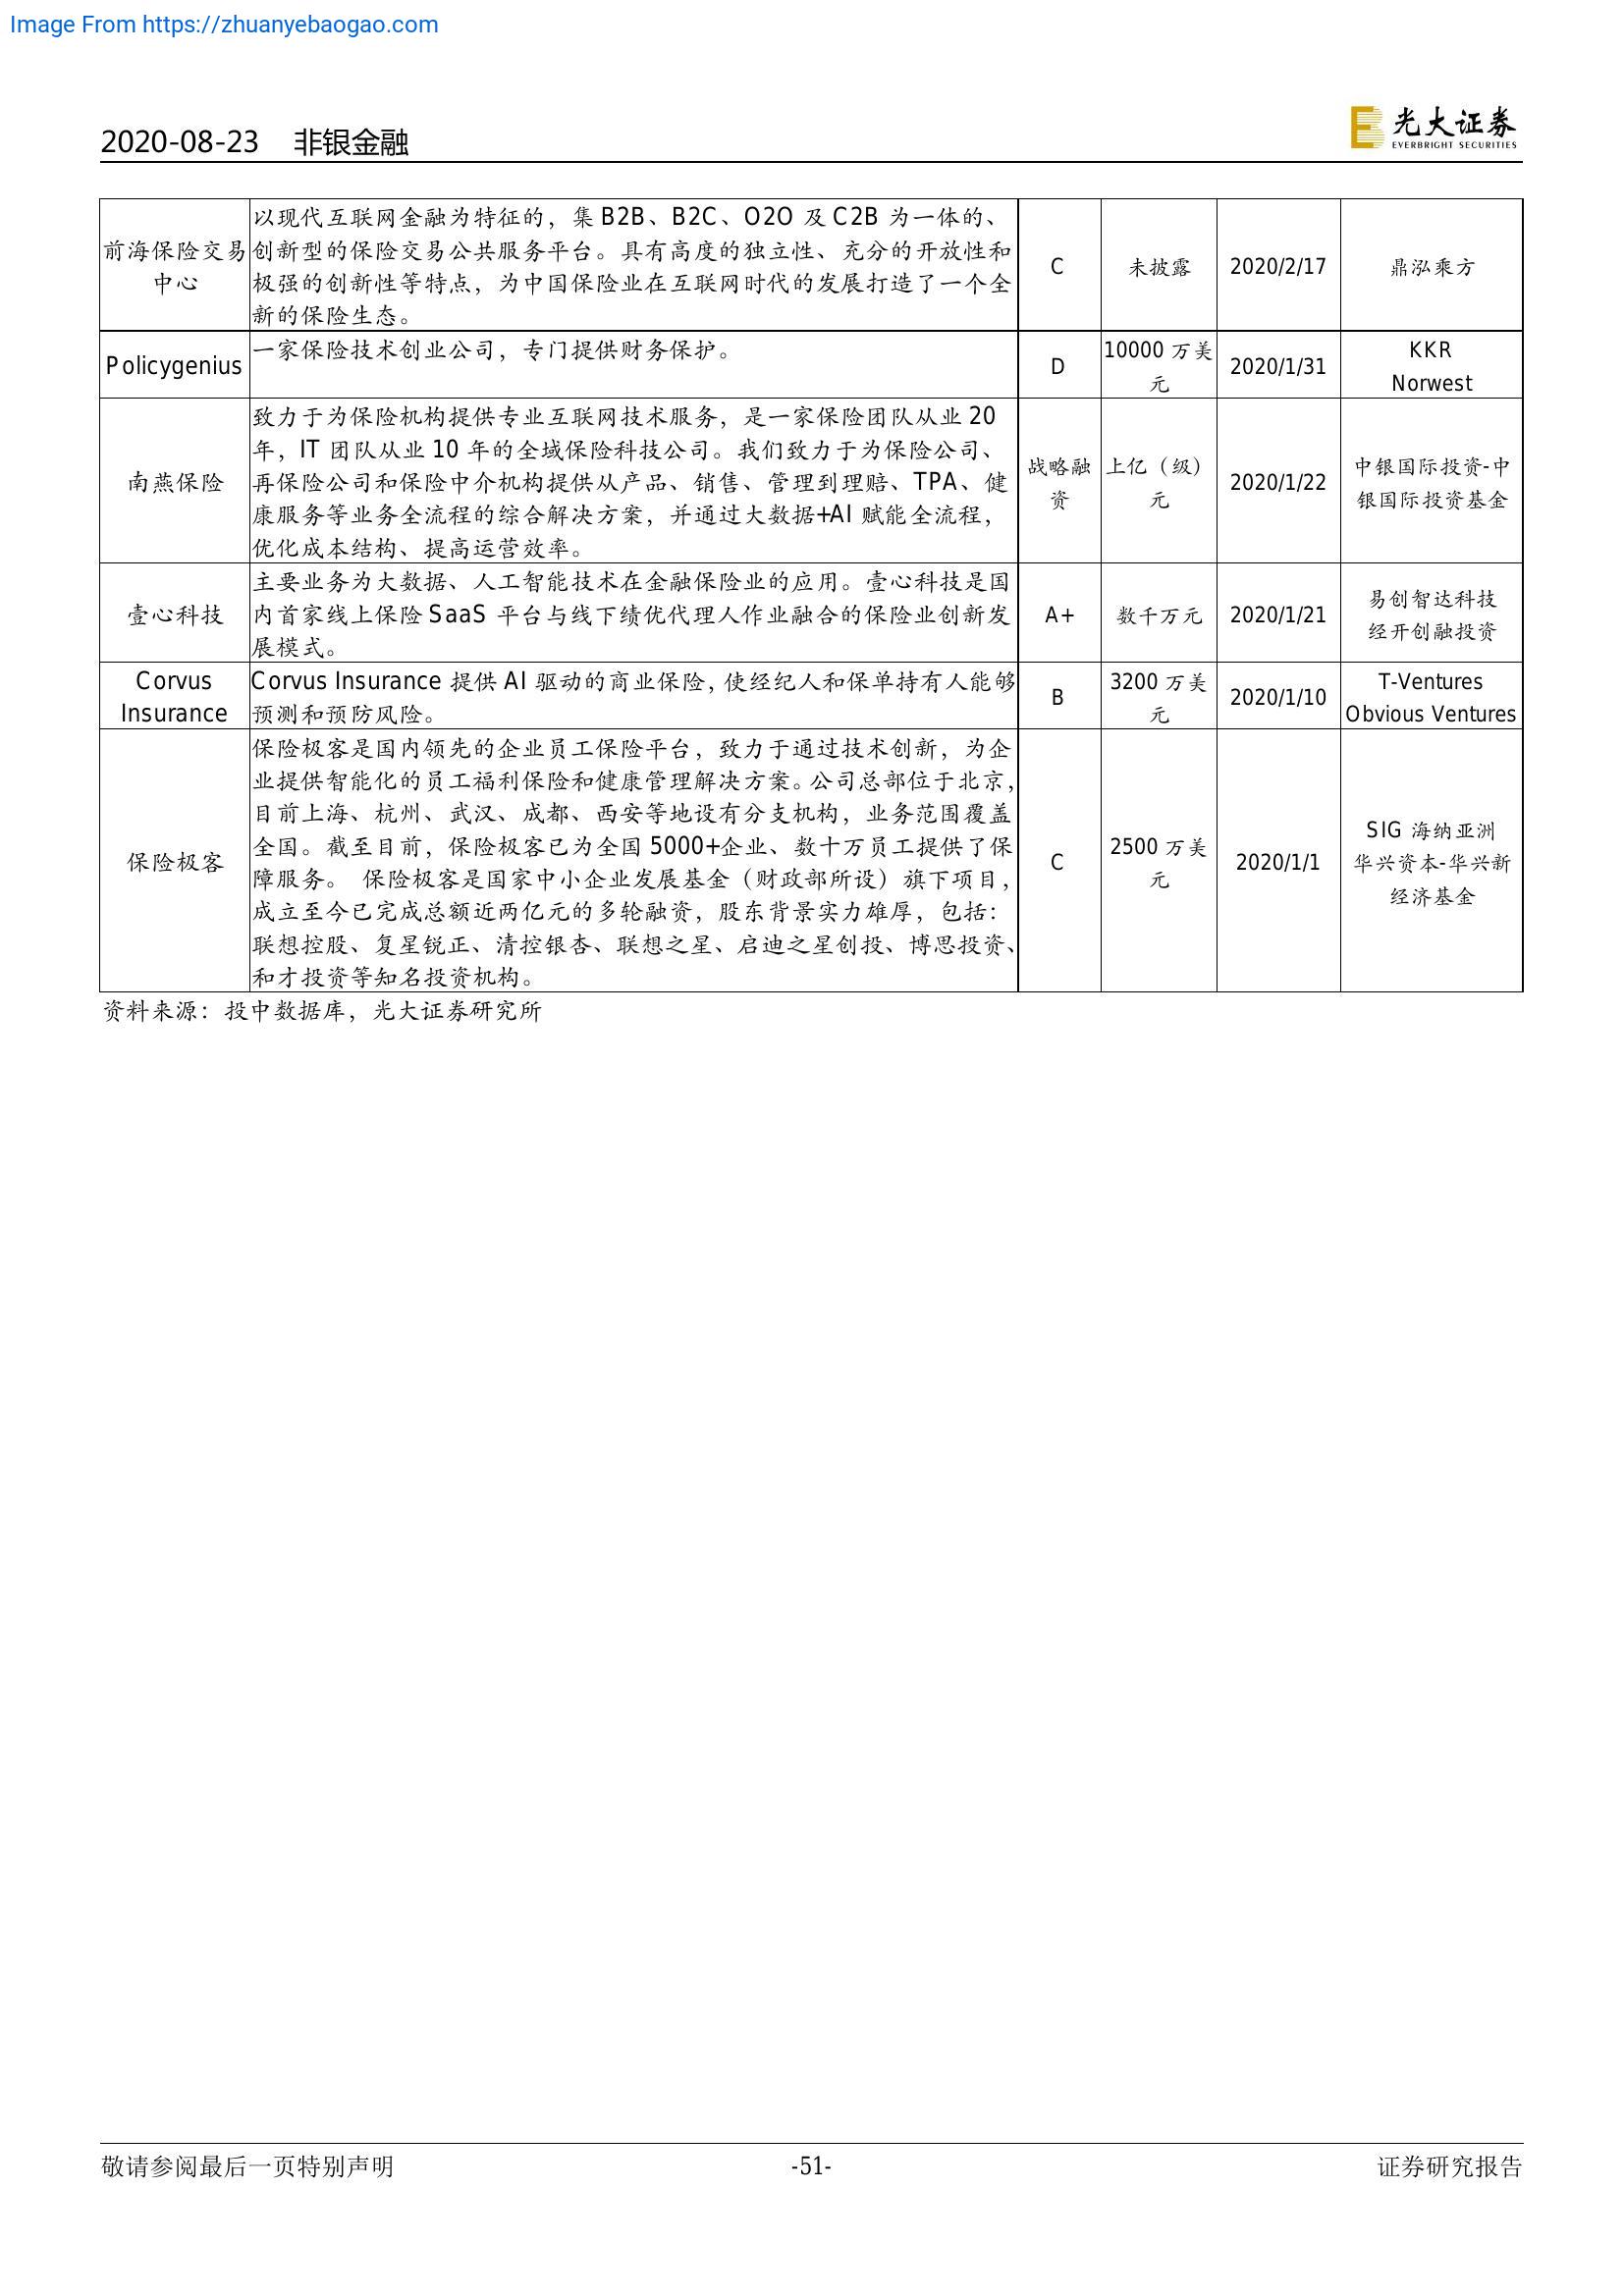 Image From https://zhuanyebaogao.com
2020-08-23 非银金融
光大证券
EVERBRIGHT SECURITIES
前海保险交易
中心
以现代互联网金融为特征的，集 B2B、B2C、O2O 及 C2B 为一体的、
创新型的保险交易公共服务平台。具有高度的独立性、充分的开放性和
极强的创新性等特点，为中国保险业在互联网时代的发展打造了一个全
新的保险生态。
C
未披露
2020/2/17
鼎泓乘方
Policygenius
一家保险技术创业公司，专门提供财务保护。
D
10000 万美
元
2020/1/31
KKR
Norwest
南燕保险
致力于为保险机构提供专业互联网技术服务，是一家保险团队从业 20
年，IT 团队从业 10 年的全域保险科技公司。我们致力于为保险公司、
再保险公司和保险中介机构提供从产品、销售、管理到理赔、TPA、健
康服务等业务全流程的综合解决方案，并通过大数据+AI 赋能全流程，
优化成本结构、提高运营效率。
战略融
资
上亿（级）
元
2020/1/22
中银国际投资-中
银国际投资基金
壹心科技
主要业务为大数据、人工智能技术在金融保险业的应用。壹心科技是国
内首家线上保险 SaaS 平台与线下绩优代理人作业融合的保险业创新发
展模式。
A+
数千万元
2020/1/21
易创智达科技
经开创融投资
Corvus
Insurance
Corvus Insurance 提供 AI 驱动的商业保险，使经纪人和保单持有人能够
预测和预防风险。
B
3200 万美
元
2020/1/10
T-Ventures
Obvious Ventures
保险极客
保险极客是国内领先的企业员工保险平台，致力于通过技术创新，为企
业提供智能化的员工福利保险和健康管理解决方案。公司总部位于北京，
目前上海、杭州、武汉、成都、西安等地设有分支机构，业务范围覆盖
全国。截至目前，保险极客已为全国 5000+企业、数十万员工提供了保
障服务。 保险极客是国家中小企业发展基金（财政部所设）旗下项目，
成立至今已完成总额近两亿元的多轮融资，股东背景实力雄厚，包括：
联想控股、复星锐正、清控银杏、联想之星、启迪之星创投、博思投资、
和才投资等知名投资机构。
C
2500 万美
元
2020/1/1
SIG 海纳亚洲
华兴资本-华兴新
经济基金
资料来源：投中数据库，光大证券研究所
敬请参阅最后一页特别声明
-51-
证券研究报告